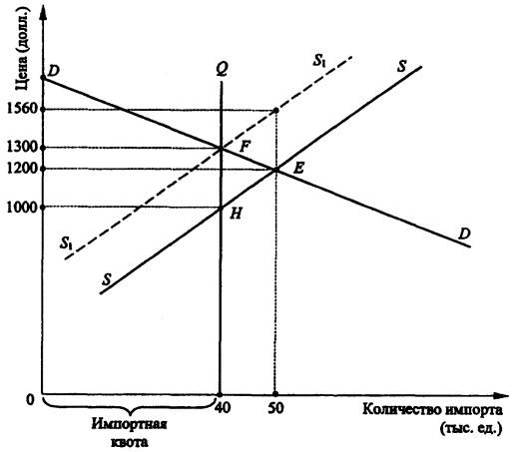 Цена (долл.)
D
Q
S₁
S
1560
1300
F
1200
E
1000
H
S₁
S
D
0
40
50
Количество импорта
(тыс. ед.)
Импортная
квота